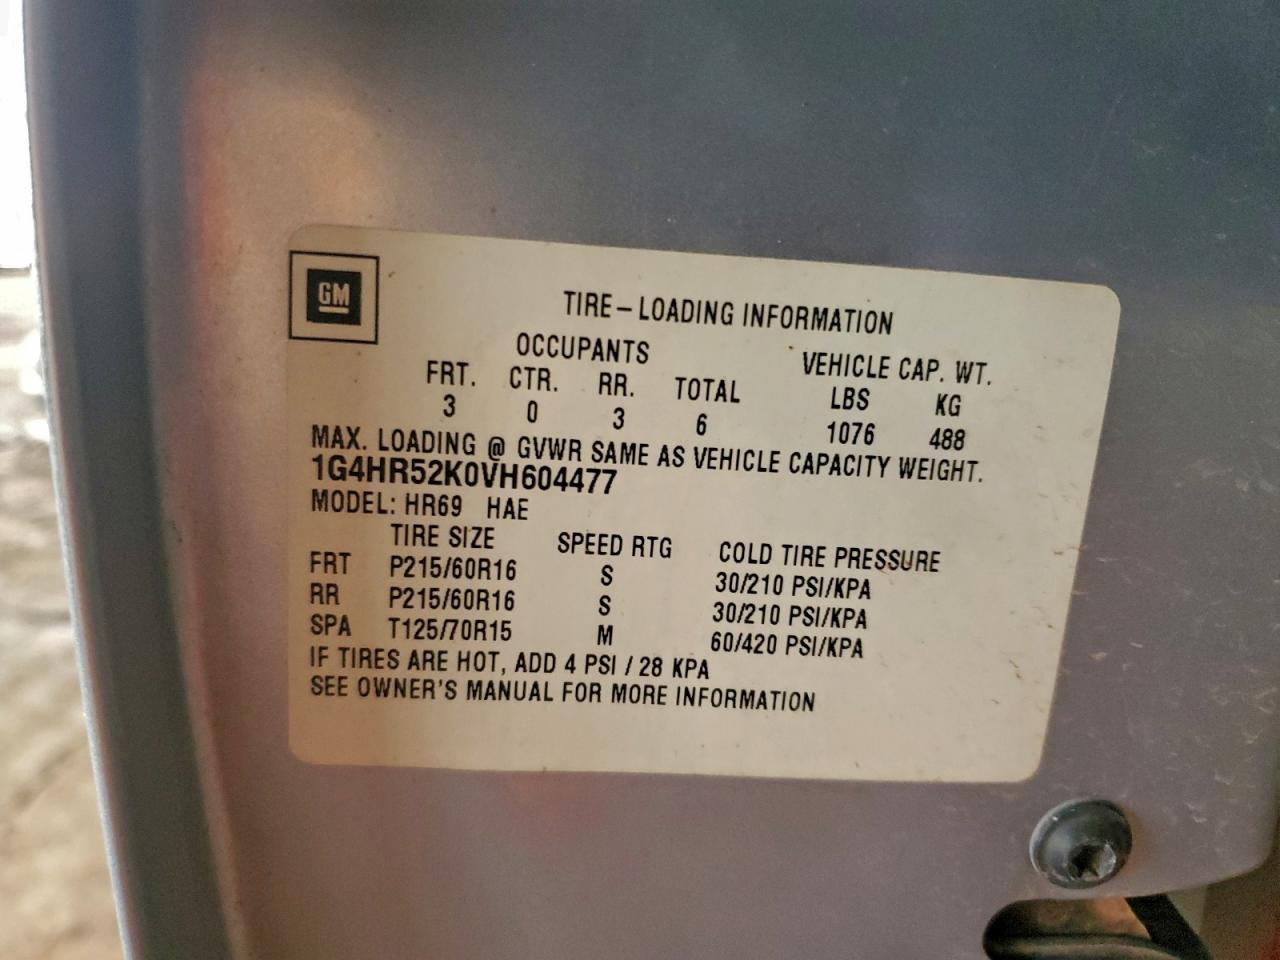 GM
TIRE-LOADING INFORMATION
OCCUPANTS VEHICLE CAP. WT.
FRT. CTR. RR. TOTAL LBS KG
3 0 3 6 1076 488
MAX. LOADING @ GVWR SAME AS VEHICLE CAPACITY WEIGHT.
1G4HR52K0VH604477
MODEL: HR69 HAE
TIRE SIZE SPEED RTG COLD TIRE PRESSURE
FRT P215/60R16 S 30/210 PSI/KPA
RR P215/60R16 S 30/210 PSI/KPA
SPA T125/70R15 M 60/420 PSI/KPA
IF TIRES ARE HOT, ADD 4 PSI / 28 KPA
SEE OWNER'S MANUAL FOR MORE INFORMATION